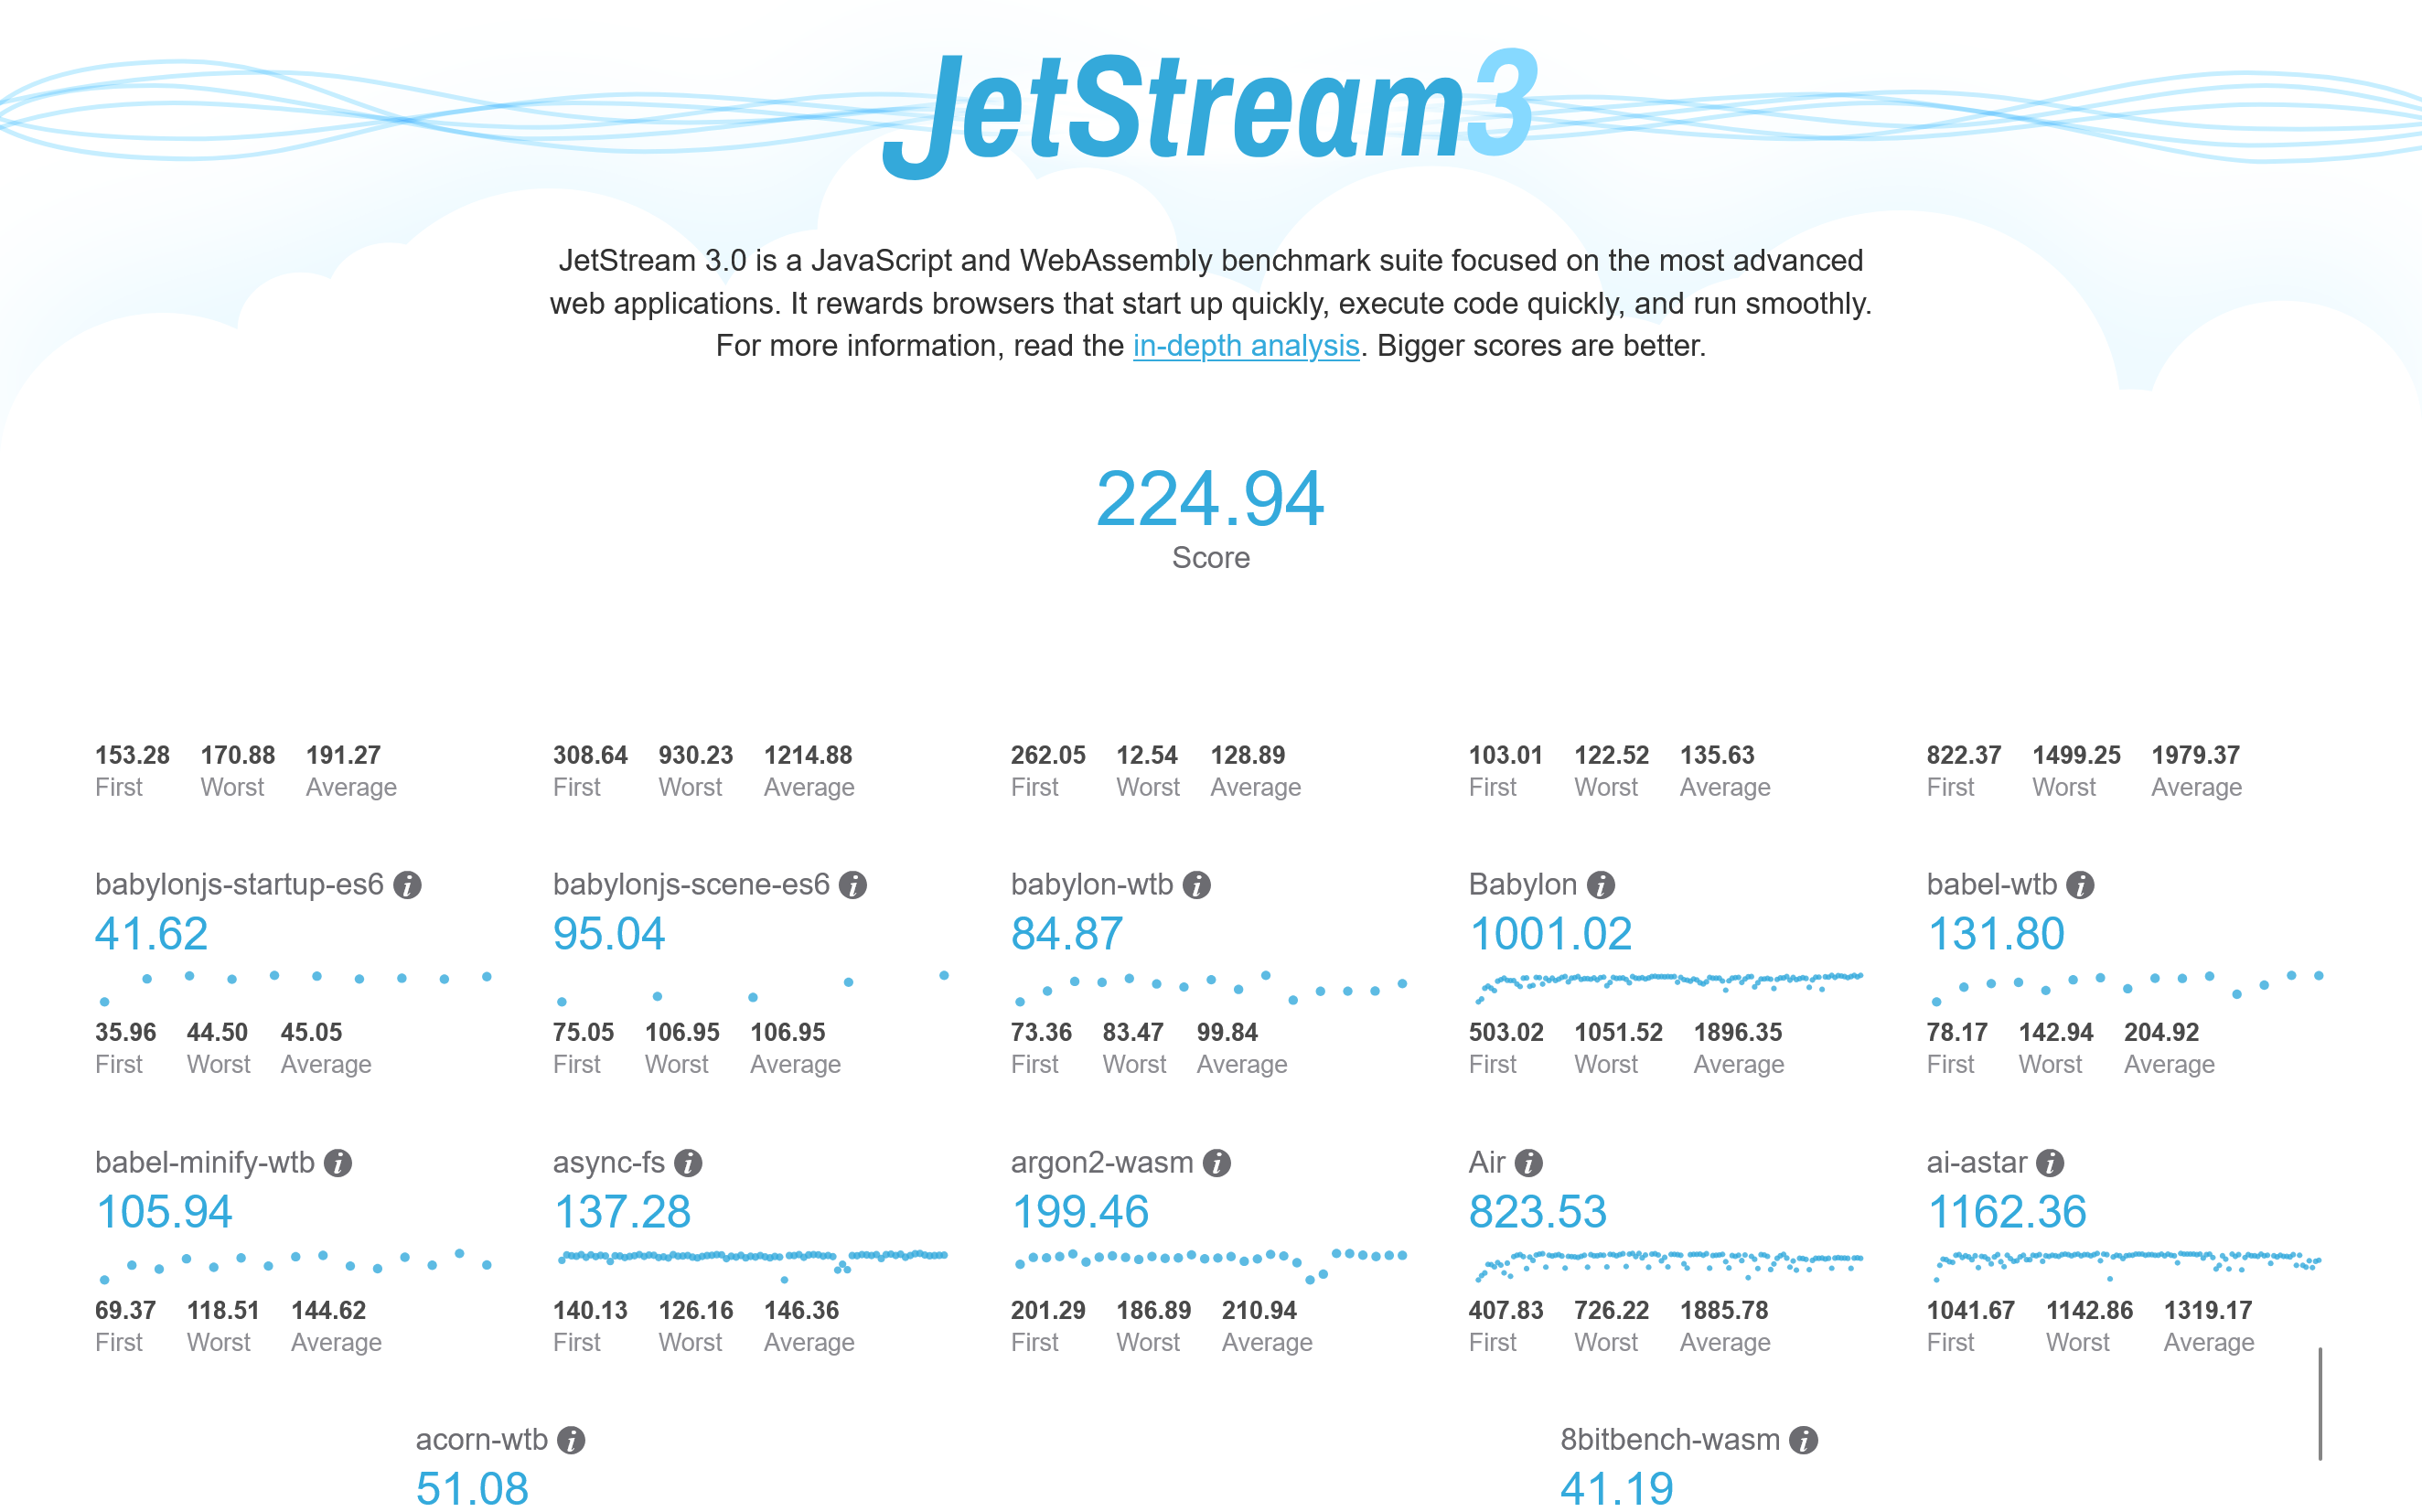 JetStream3
JetStream 3.0 is a JavaScript and WebAssembly benchmark suite focused on the most advanced
web applications. It rewards browsers that start up quickly, execute code quickly, and run smoothly.
For more information, read the in-depth analysis. Bigger scores are better.
224.94
Score
153.28 170.88 191.27 308.64 930.23 1214.88 262.05 12.54 128.89 103.01 122.52 135.63 822.37 1499.25 1979.37
First Worst Average First Worst Average First Worst Average First Worst Average First Worst Average
babylonjs-startup-es6 i babylonjs-scene-es6 i babylon-wtb i Babylon i babel-wtb i
41.62 95.04 84.87 1001.02 131.80
35.96 44.50 45.05 75.05 106.95 106.95 73.36 83.47 99.84 503.02 1051.52 1896.35 78.17 142.94 204.92
First Worst Average First Worst Average First Worst Average First Worst Average First Worst Average
babel-minify-wtb i async-fs i argon2-wasm i Air i ai-astar i
105.94 137.28 199.46 823.53 1162.36
69.37 118.51 144.62 140.13 126.16 146.36 201.29 186.89 210.94 407.83 726.22 1885.78 1041.67 1142.86 1319.17
First Worst Average First Worst Average First Worst Average First Worst Average First Worst Average
acorn-wtb i 8bitbench-wasm i
51.08 41.19